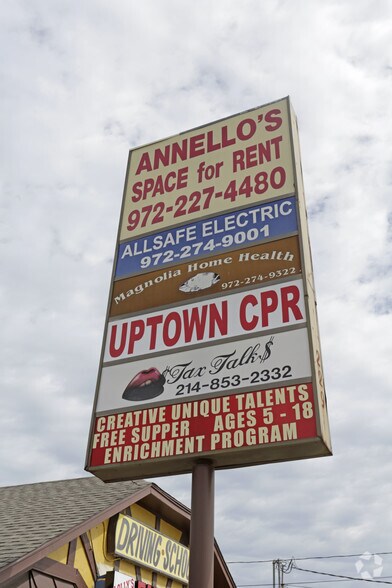 ANNELLO'S
SPACE for RENT
972-227-4480
ALLSAFE ELECTRIC
972-274-9001
Magnolia Home Health
972-274-9322
UPTOWN CPR
$Tax Talk$
214-853-2332
CREATIVE UNIQUE TALENTS
FREE SUPPER AGES 5 - 18
ENRICHMENT PROGRAM
DRIVING SCHOOL